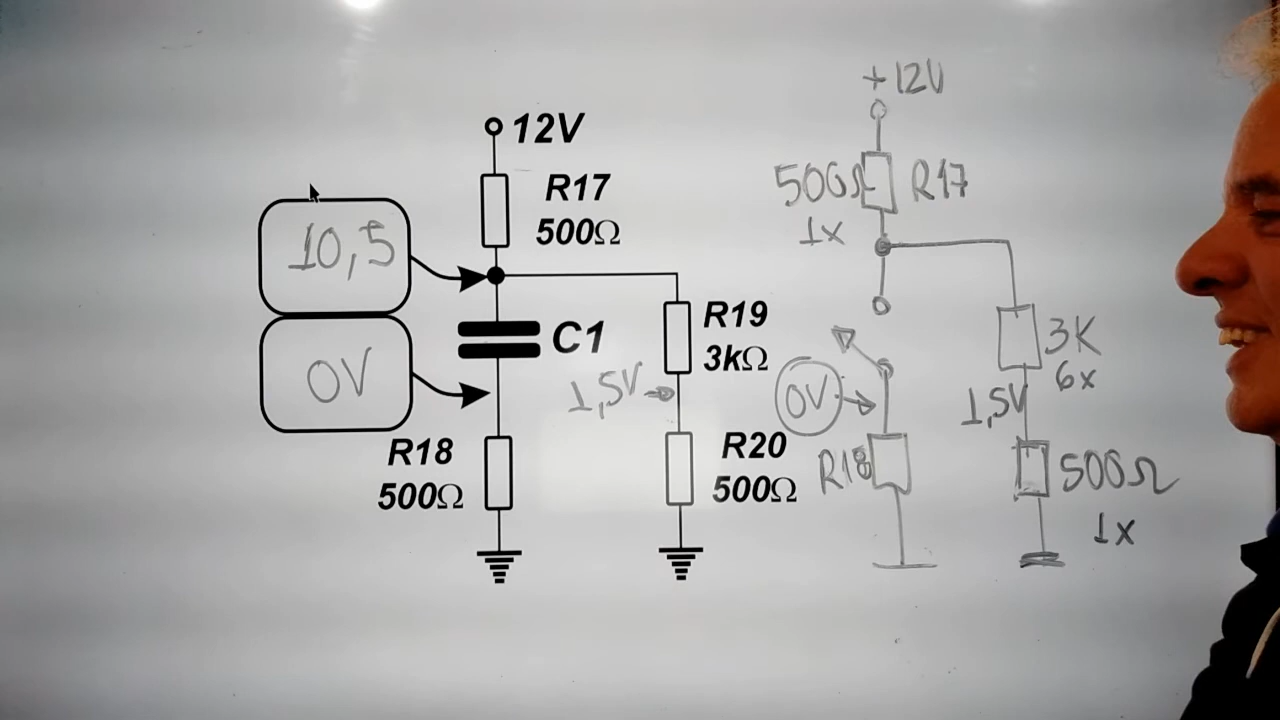 +12V
12V
R17
500Ω
10,5
500Ω R17
1x
C1
R19
3kΩ
0V
1,5V
0V
3K
6x
1,5V
R18
500Ω
R20
500Ω
R18
500Ω
1x